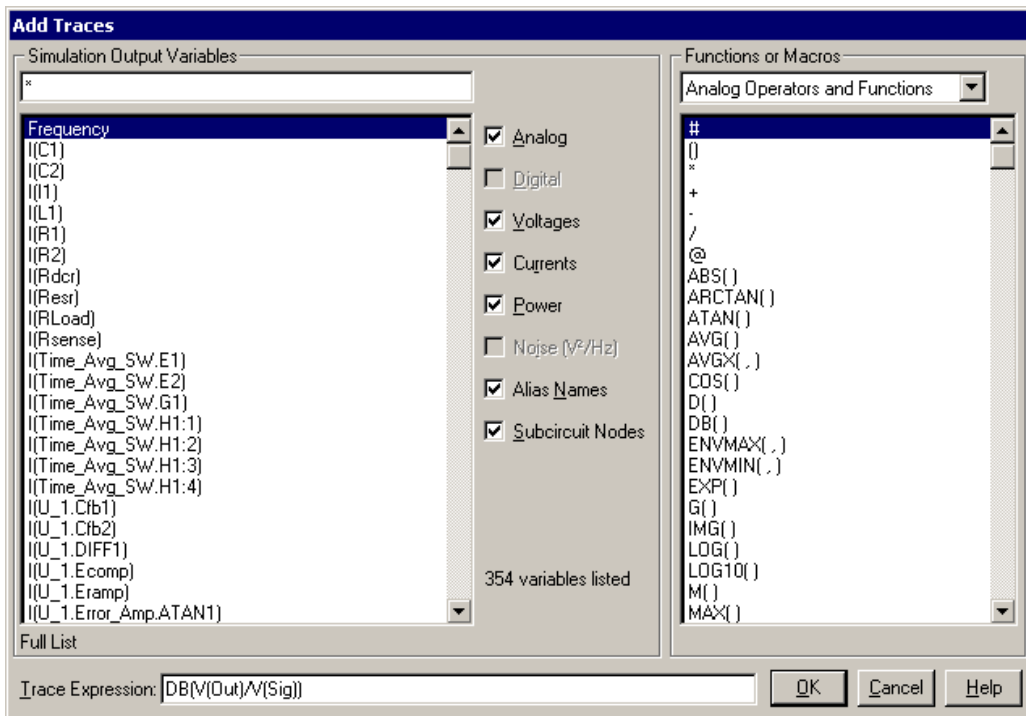 Add Traces
Simulation Output Variables
*
Frequency
I(C1)
I(C2)
I(I1)
I(L1)
I(R1)
I(R2)
I(Rdcr)
I(Resr)
I(RLoad)
I(Rsense)
I(Time_Avg_SW.E1)
I(Time_Avg_SW.E2)
I(Time_Avg_SW.G1)
I(Time_Avg_SW.H1:1)
I(Time_Avg_SW.H1:2)
I(Time_Avg_SW.H1:3)
I(Time_Avg_SW.H1:4)
I(U_1.Cfb1)
I(U_1.Cfb2)
I(U_1.DIFF1)
I(U_1.Ecomp)
I(U_1.Eramp)
I(U_1.Error_Amp.ATAN1)
Full List
Analog
Digital
Voltages
Currents
Power
Noise (V²/Hz)
Alias Names
Subcircuit Nodes
354 variables listed
Functions or Macros
Analog Operators and Functions
#
()
*
+
-
/
@
ABS( )
ARCTAN( )
ATAN( )
AVG( )
AVGX( , )
COS( )
D( )
DB( )
ENVMAX( , )
ENVMIN( , )
EXP( )
G( )
IMG( )
LOG( )
LOG10( )
M( )
MAX( )
Trace Expression: DB(V(Out)/V(Sig))
OK Cancel Help